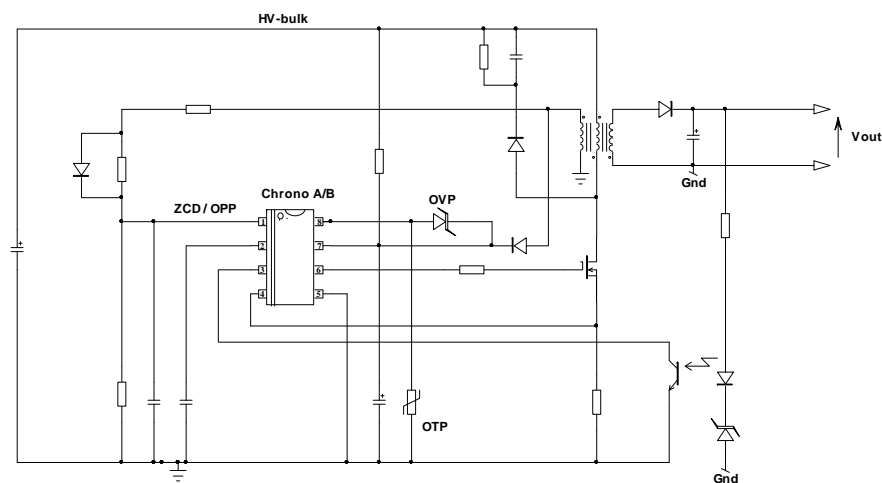 HV-bulk
Vout
Gnd
Chrono A/B
OVP
ZCD / OPP
1
8
2
7
3
6
4
5
OTP
Gnd